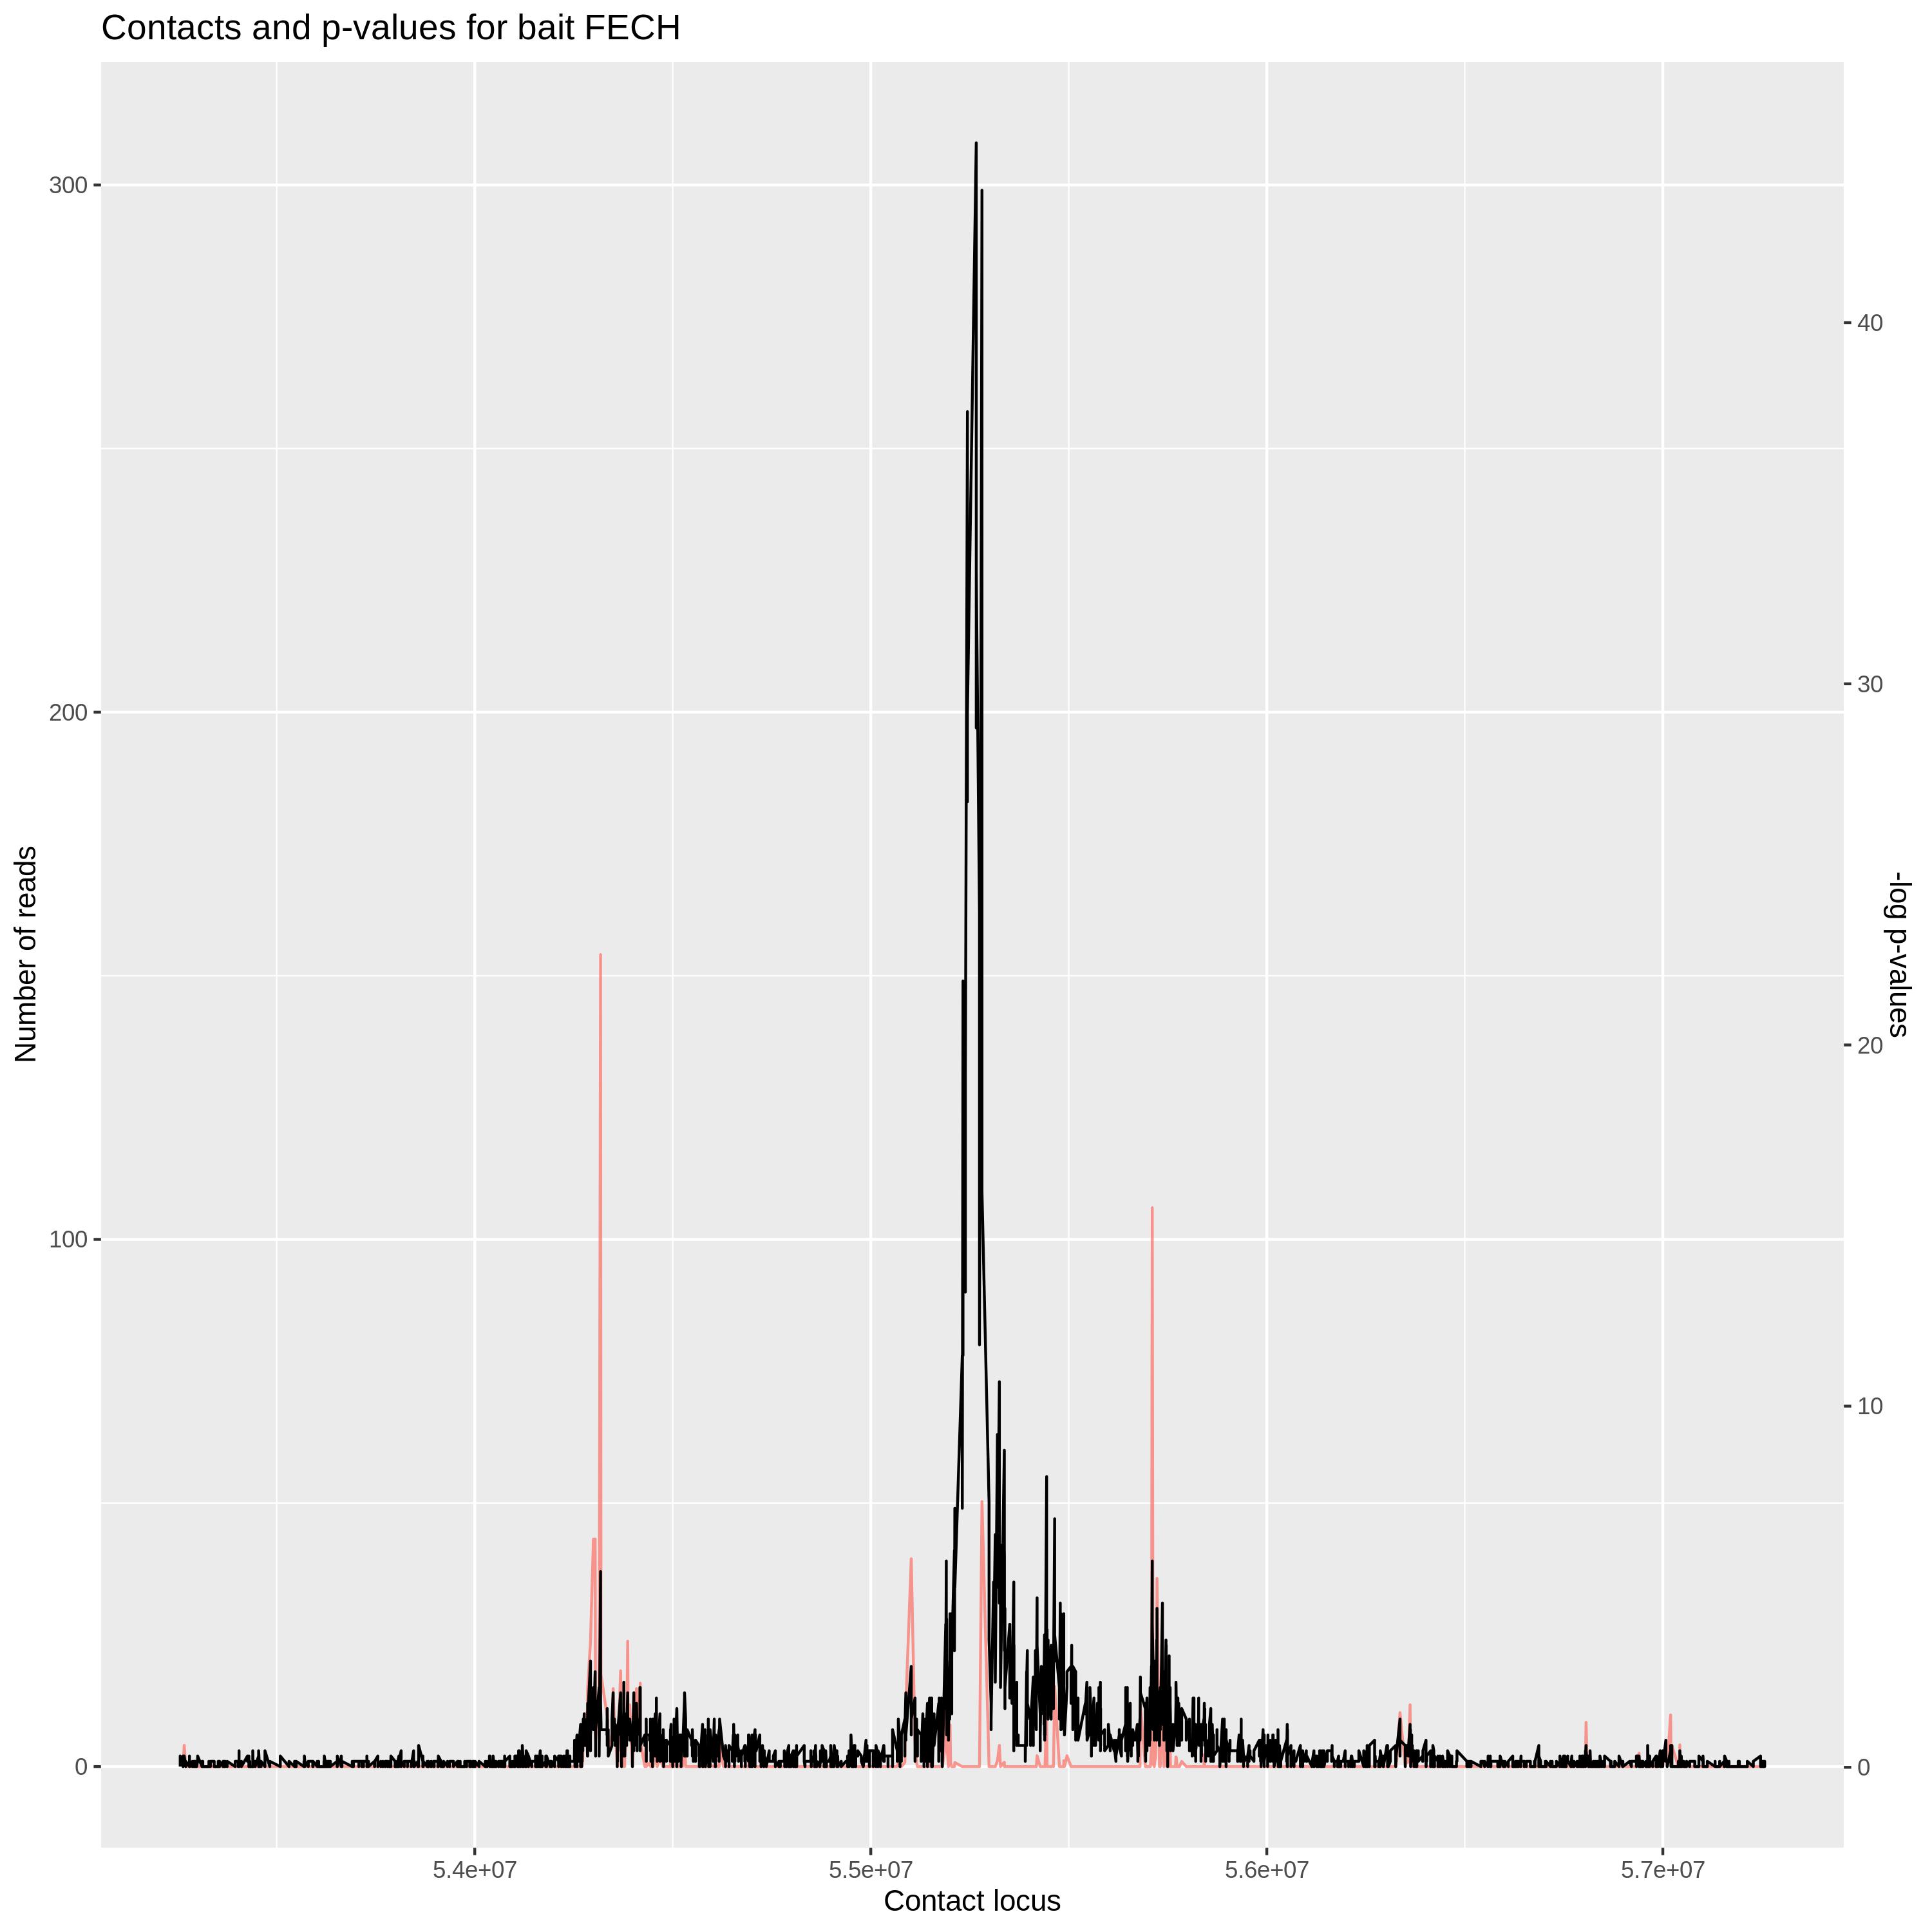 Contacts and p-values for bait FECH
300
200
100
0
Number of reads
40
30
20
10
0
-log p-values
5.4e+07 5.5e+07 5.6e+07 5.7e+07
Contact locus